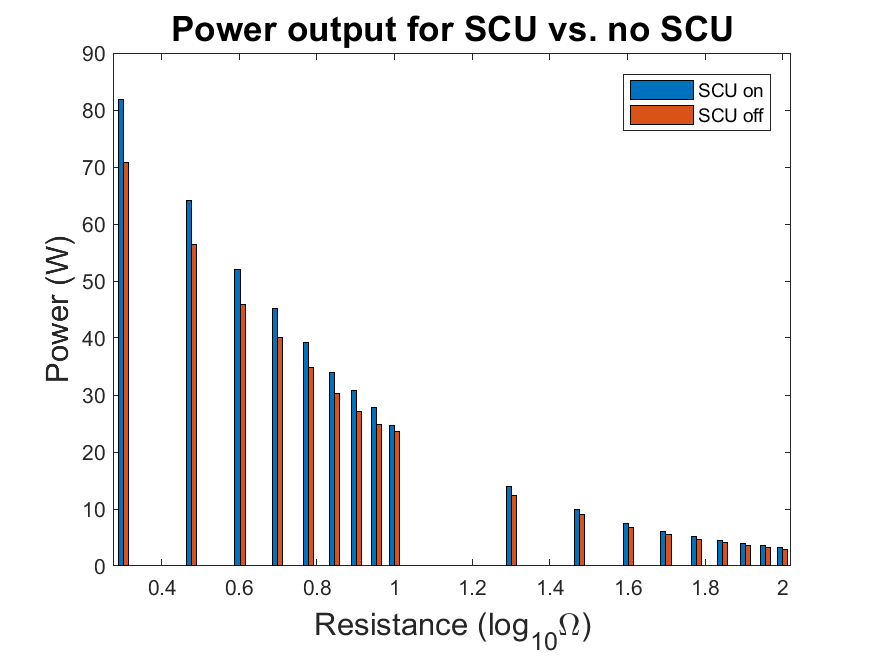 Power output for SCU vs. no SCU
SCU on
SCU off
90
80
70
60
50
40
30
20
10
0
Power (W)
0.4 0.6 0.8 1 1.2 1.4 1.6 1.8 2
Resistance (log₁₀Ω)